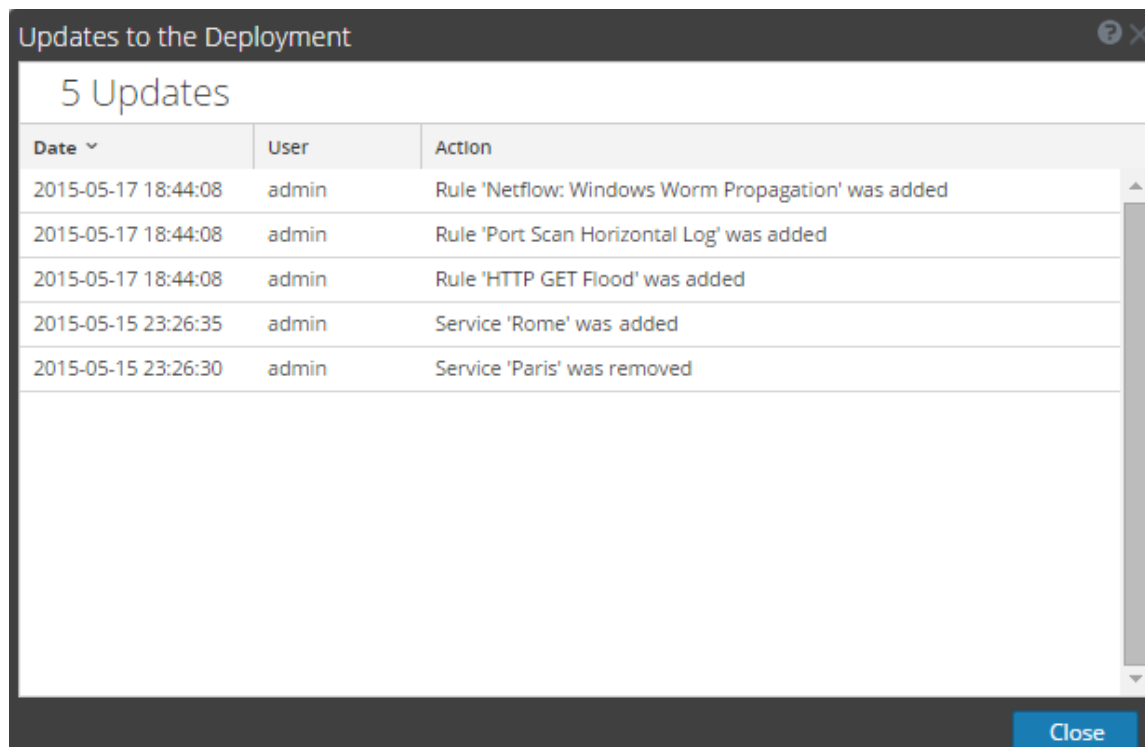 Updates to the Deployment
5 Updates
Date User Action
2015-05-17 18:44:08 admin Rule 'Netflow: Windows Worm Propagation' was added
2015-05-17 18:44:08 admin Rule 'Port Scan Horizontal Log' was added
2015-05-17 18:44:08 admin Rule 'HTTP GET Flood' was added
2015-05-15 23:26:35 admin Service 'Rome' was added
2015-05-15 23:26:30 admin Service 'Paris' was removed
Close